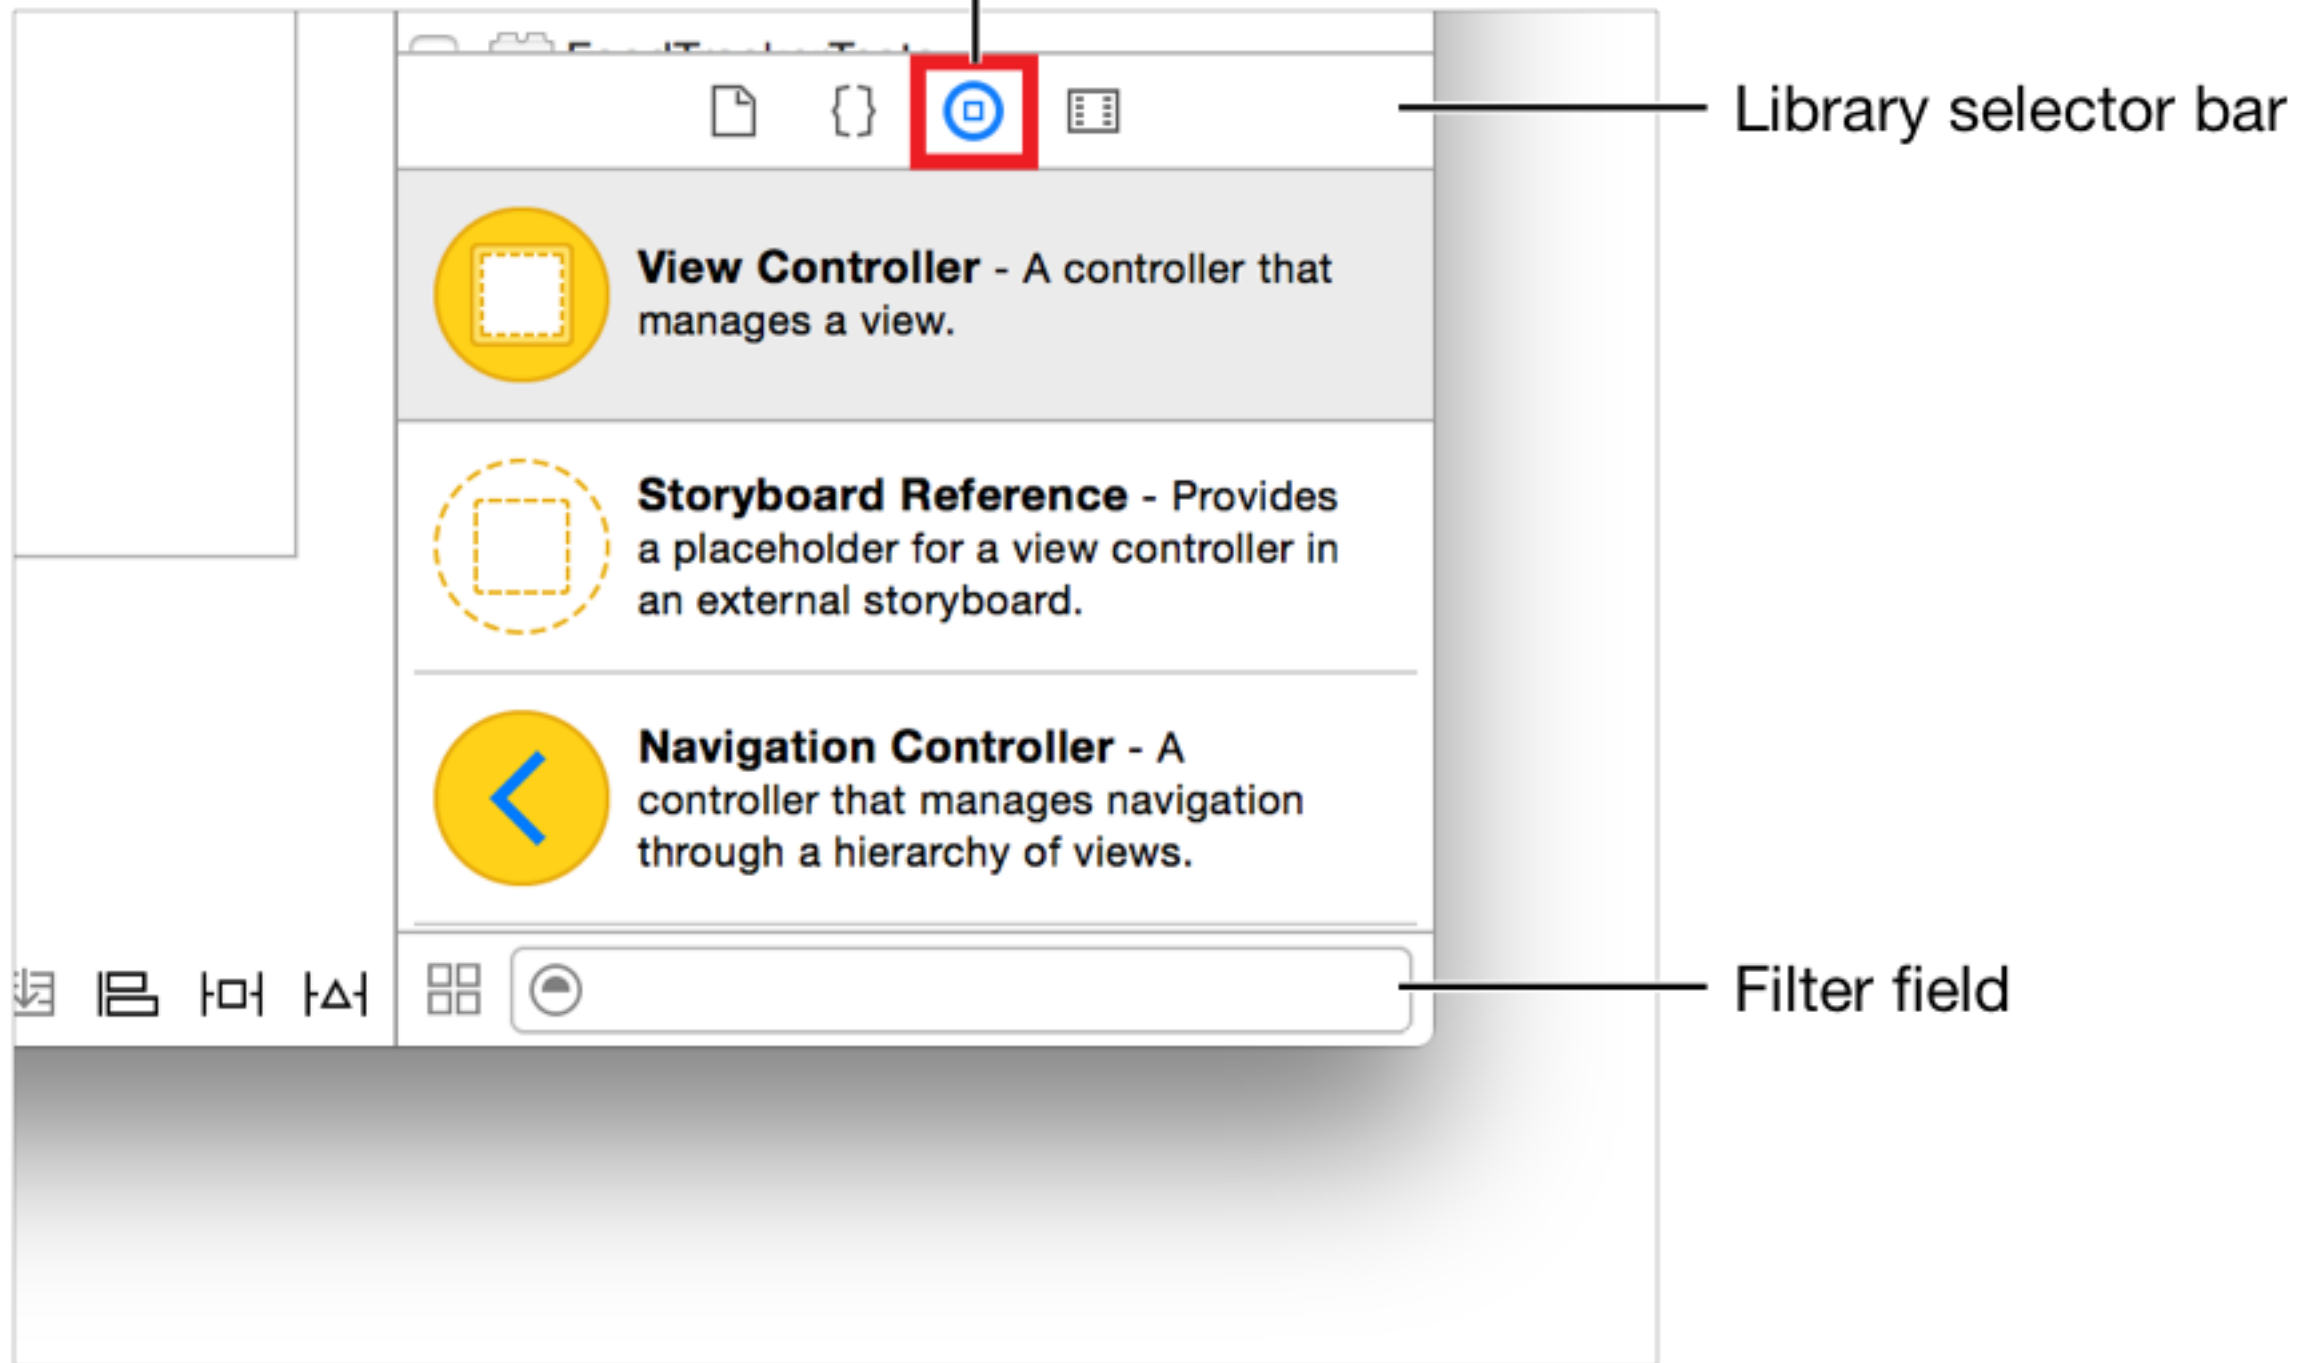 Library selector bar
View Controller - A controller that
manages a view.
Storyboard Reference - Provides
a placeholder for a view controller in
an external storyboard.
Navigation Controller - A
controller that manages navigation
through a hierarchy of views.
Filter field